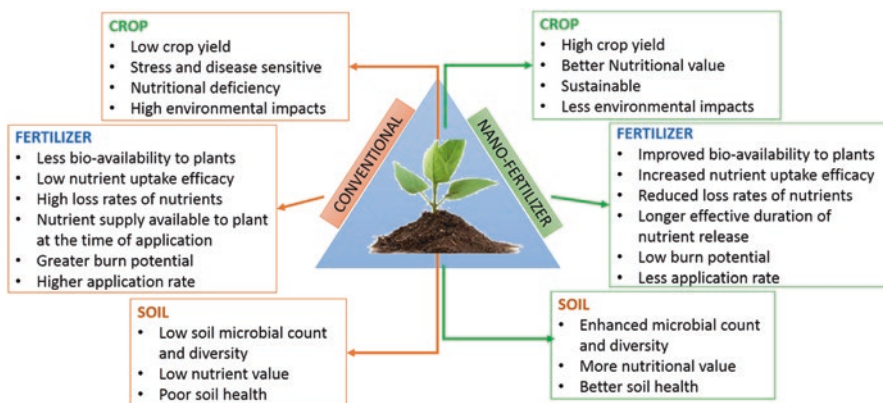 CROP
• Low crop yield
• Stress and disease sensitive
• Nutritional deficiency
• High environmental impacts
CROP
• High crop yield
• Better Nutritional value
• Sustainable
• Less environmental impacts
FERTILIZER
• Less bio-availability to plants
• Low nutrient uptake efficacy
• High loss rates of nutrients
• Nutrient supply available to plant
at the time of application
• Greater burn potential
• Higher application rate
CONVENTIONAL
NANO-FERTILIZER
FERTILIZER
• Improved bio-availability to plants
• Increased nutrient uptake efficacy
• Reduced loss rates of nutrients
• Longer effective duration of
nutrient release
• Low burn potential
• Less application rate
SOIL
• Low soil microbial count
and diversity
• Low nutrient value
• Poor soil health
SOIL
• Enhanced microbial count
and diversity
• More nutritional value
• Better soil health